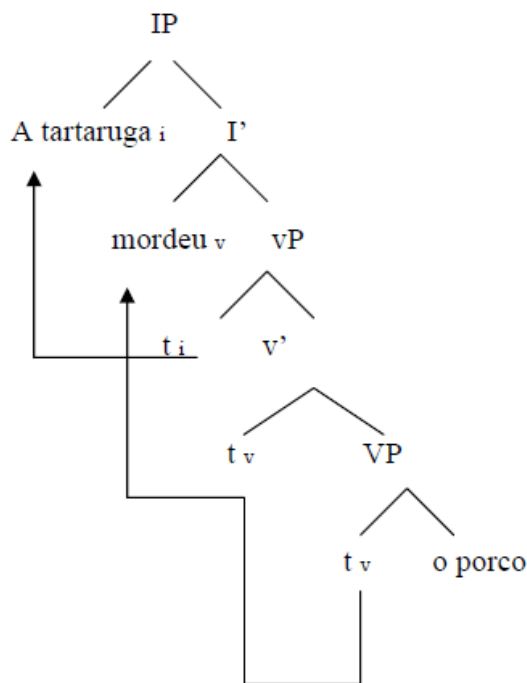 IP
A tartaruga i I’
mordeu v vP
t i v’
t v VP
t v o porco